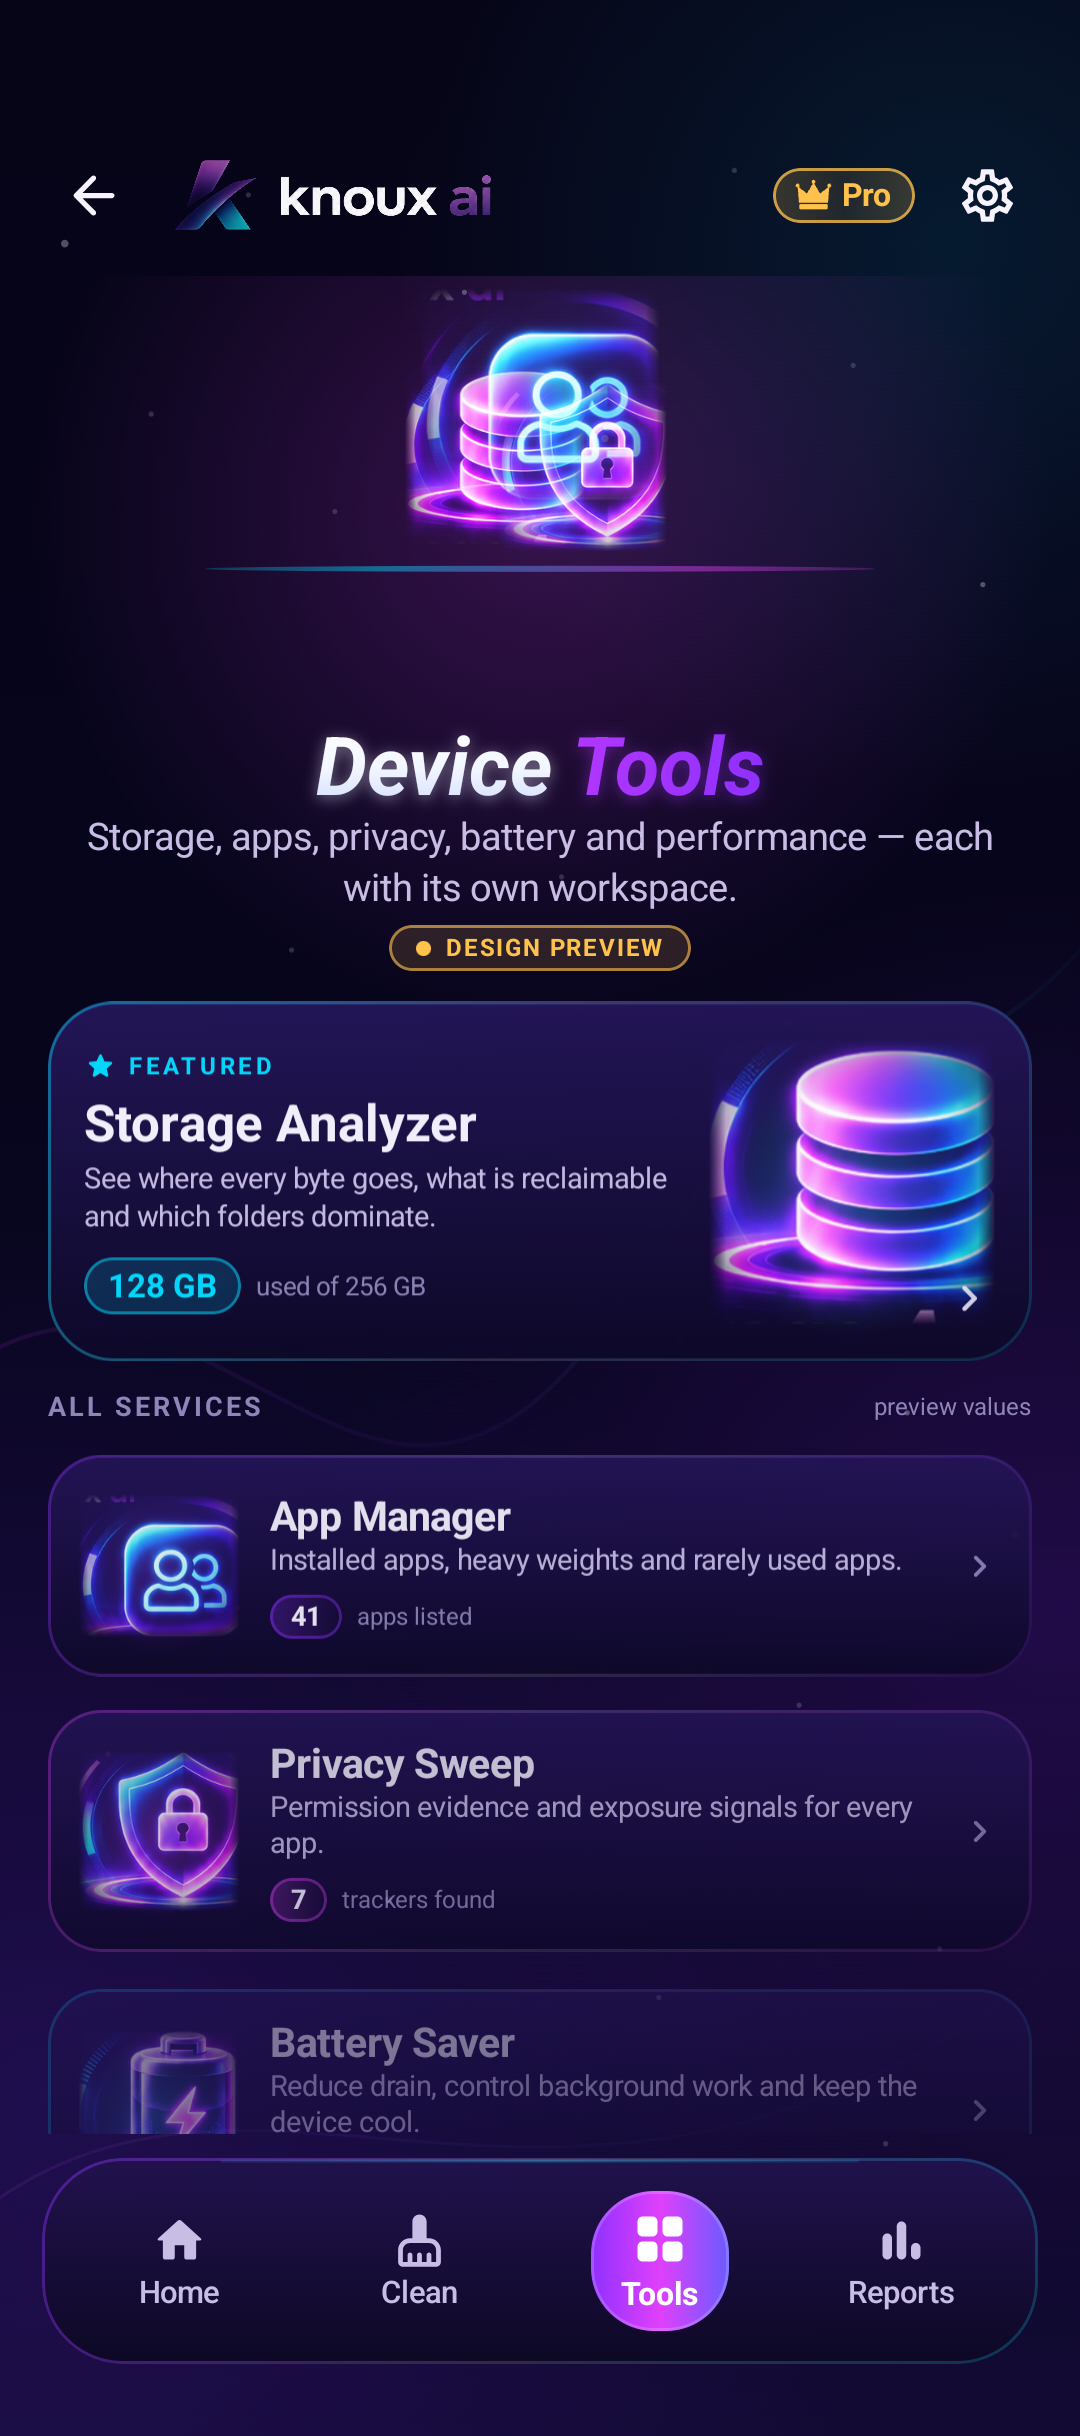 knoux ai
Pro
x ai
Device Tools
Storage, apps, privacy, battery and performance — each
with its own workspace.
DESIGN PREVIEW
FEATURED
Storage Analyzer
See where every byte goes, what is reclaimable
and which folders dominate.
128 GB used of 256 GB
ALL SERVICES
preview values
x ai
App Manager
Installed apps, heavy weights and rarely used apps.
41 apps listed
Privacy Sweep
Permission evidence and exposure signals for every
app.
7 trackers found
Battery Saver
Reduce drain, control background work and keep the
device cool.
Home
Clean
Tools
Reports